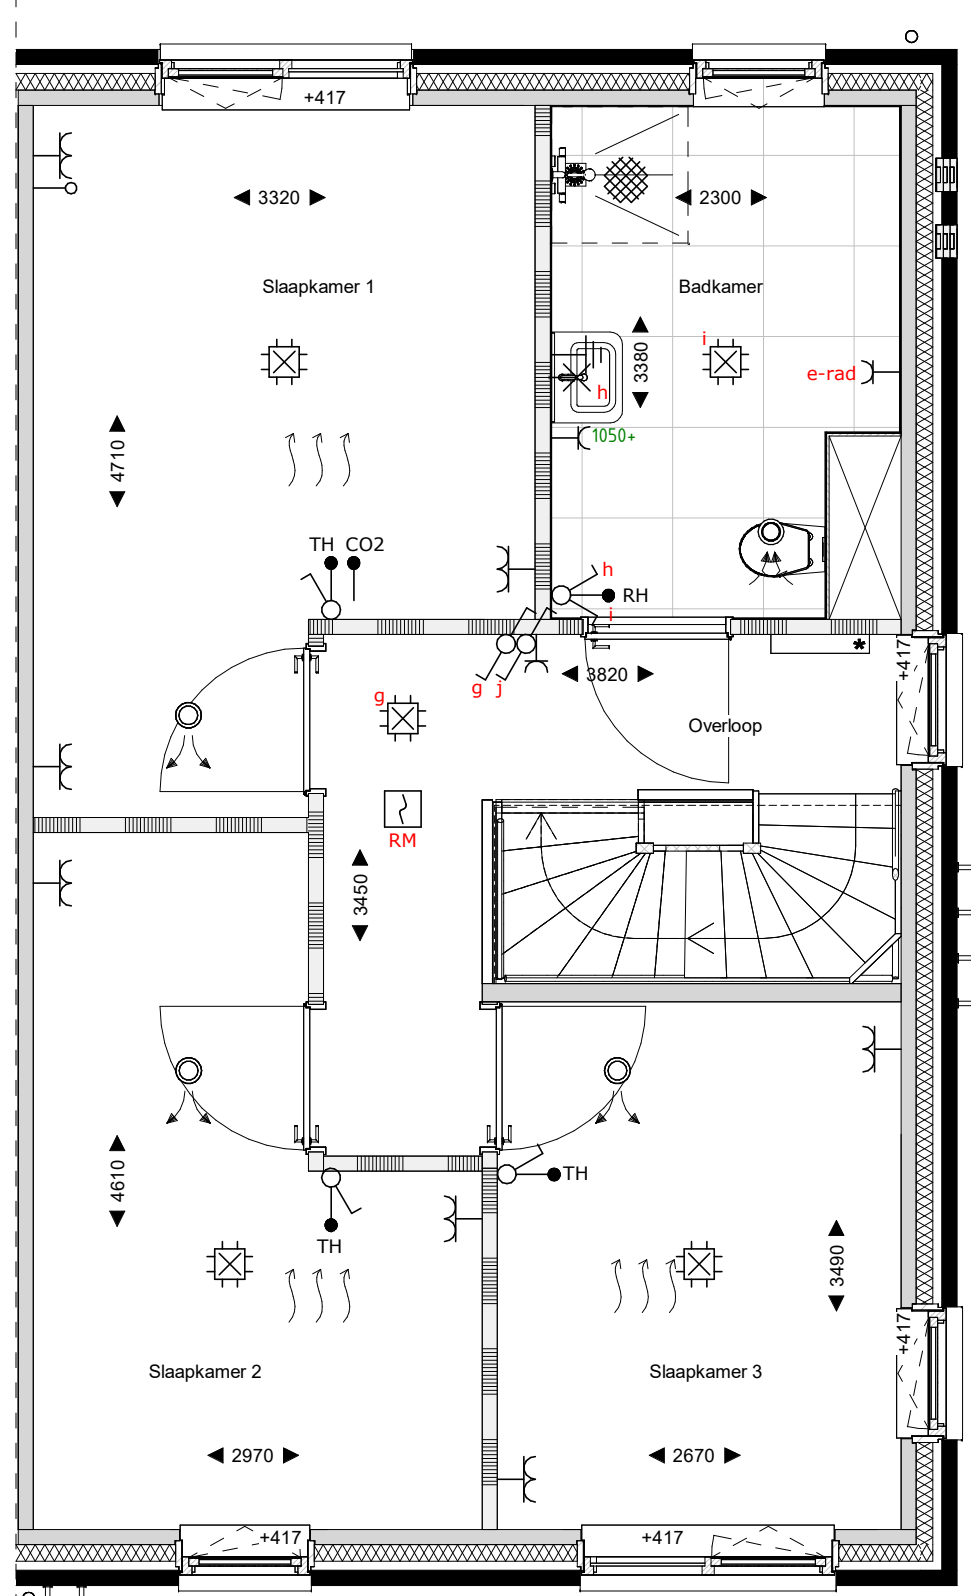 +417
3320
2300
Slaapkamer 1
Badkamer
i
3380
e-rad
h
1050+
4710
TH CO2
h
RH
i
*
+417
g j
3820
g
Overloop
RM
3450
4610
TH
TH
3490
+417
Slaapkamer 2
Slaapkamer 3
2970
2670
+417
+417